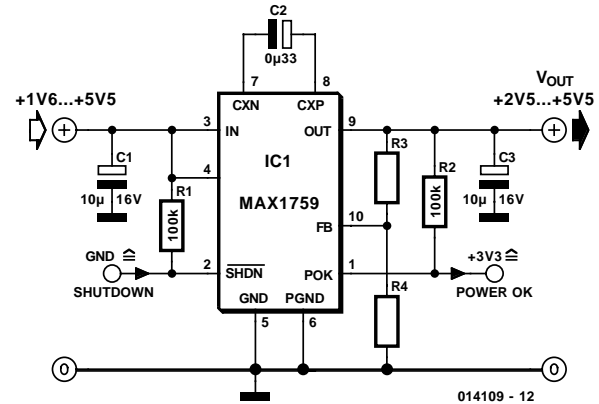 C2
0µ33
7
8
CXN
CXP
+1V6...+5V5
VOUT
+2V5...+5V5
3
IN
OUT
9
IC1
C1
10µ
16V
4
R1
100k
MAX1759
R3
R2
100k
C3
10µ
16V
FB
10
GND ≙
SHUTDOWN
2
SHDN
POK
1
+3V3 ≙
POWER OK
R4
GND
PGND
5
6
0
0
014109 - 12